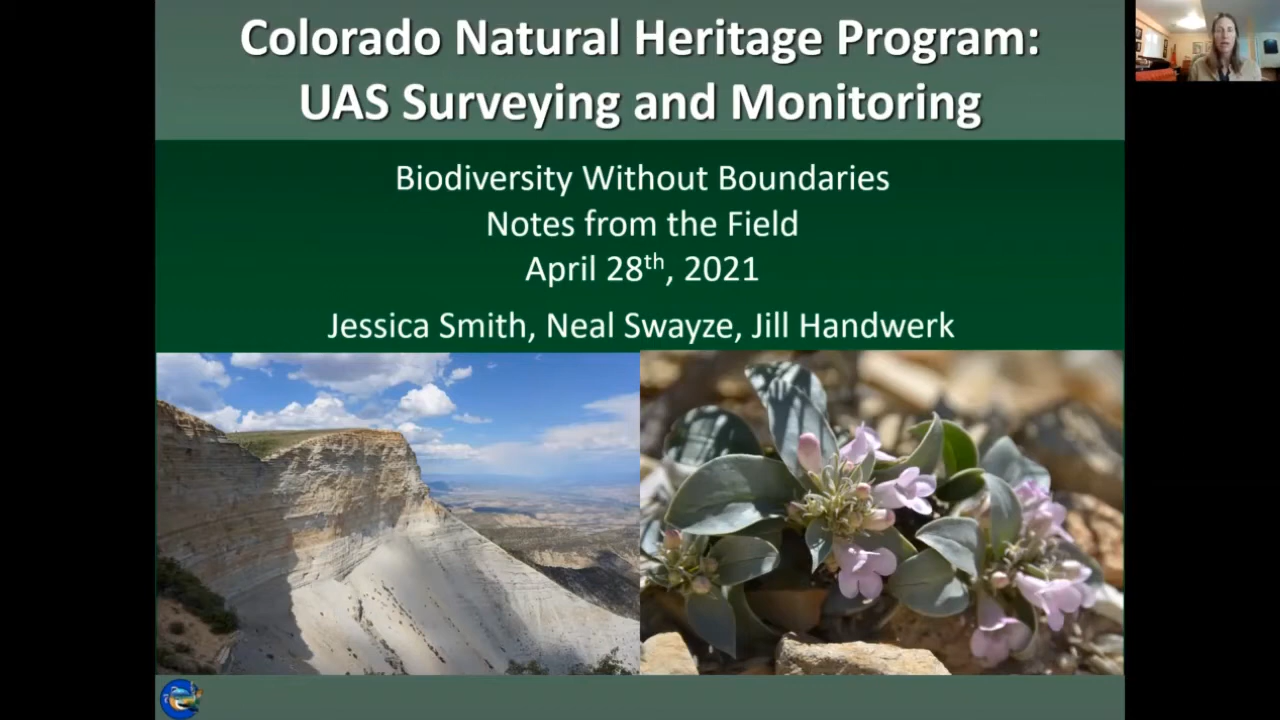 Colorado Natural Heritage Program:
UAS Surveying and Monitoring
Biodiversity Without Boundaries
Notes from the Field
April 28th, 2021
Jessica Smith, Neal Swayze, Jill Handwerk